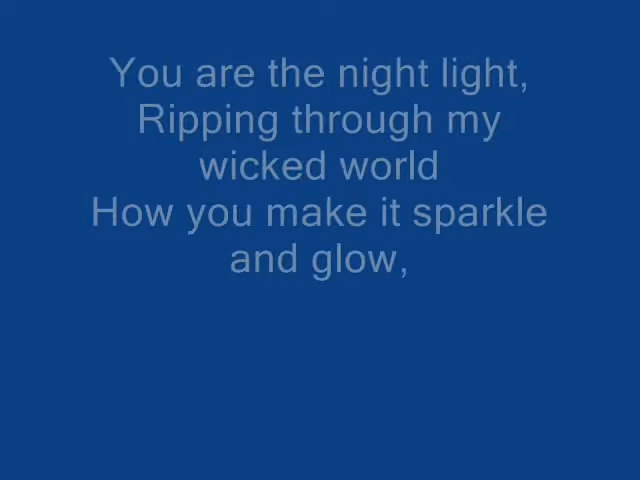 You are the night light,
Ripping through my
wicked world
How you make it sparkle
and glow,